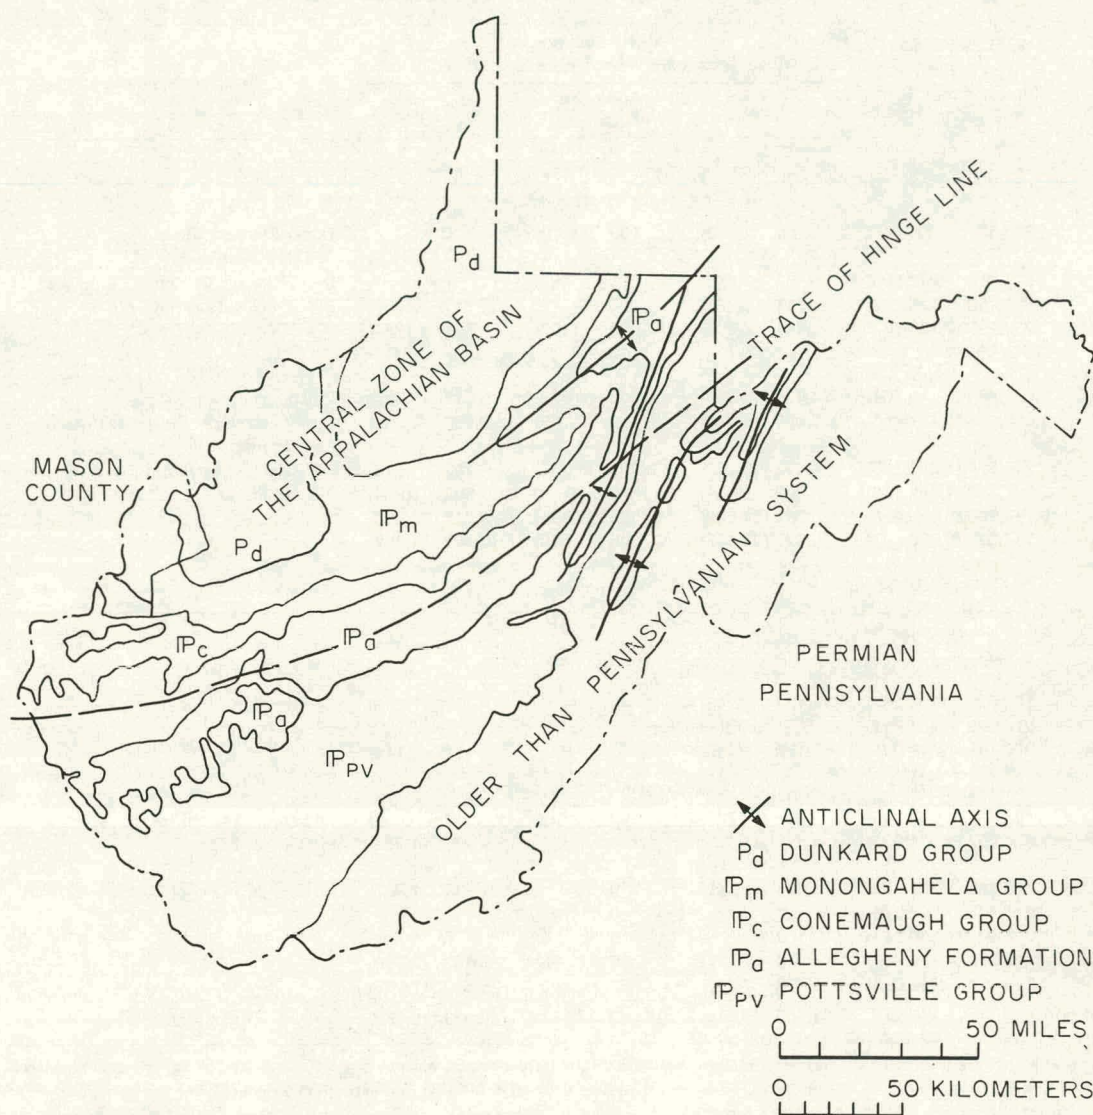 TRACE OF HINGE LINE
Pd
CENTRAL ZONE OF
THE APPALACHIAN BASIN
ℙa
MASON
COUNTY
ℙm
Pd
OLDER THAN PENNSYLVANIAN SYSTEM
ℙc
ℙa
ℙa
ℙPV
PERMIAN
PENNSYLVANIA
ANTICLINAL AXIS
Pd DUNKARD GROUP
ℙm MONONGAHELA GROUP
ℙc CONEMAUGH GROUP
ℙa ALLEGHENY FORMATION
ℙPV POTTSVILLE GROUP
0 50 MILES
0 50 KILOMETERS